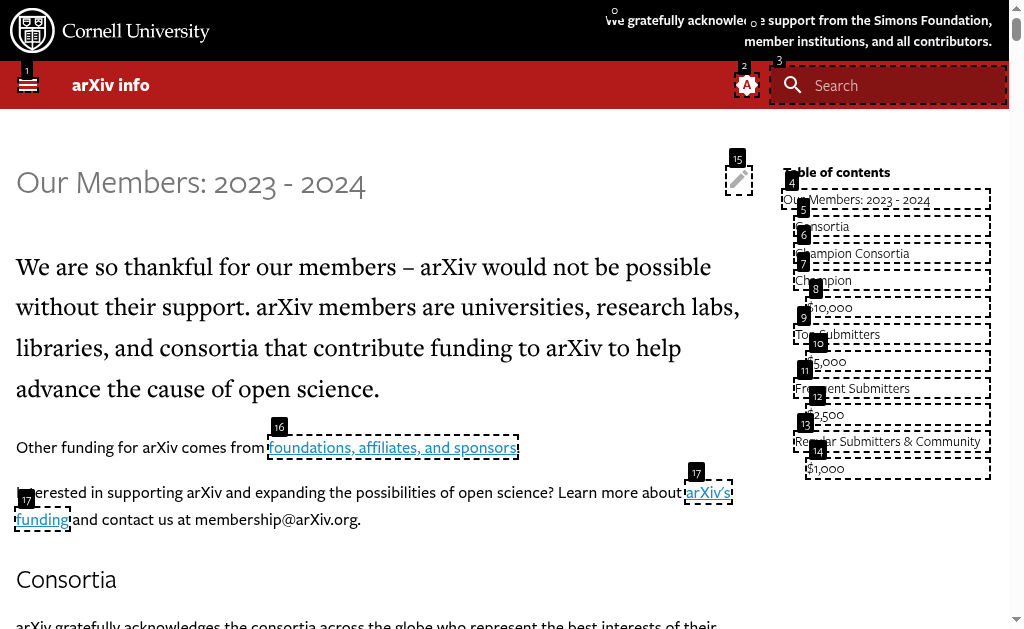 Cornell University
We gratefully acknowledge the support from the Simons Foundation,
member institutions, and all contributors.
0
0
1
arXiv info
2
A
3
Search
15
Our Members: 2023 - 2024
Table of contents
4
Our Members: 2023 - 2024
5
Consortia
6
Champion Consortia
7
Champion
8
$10,000
9
Top Submitters
10
$5,000
11
Frequent Submitters
12
$2,500
13
Regular Submitters & Community
14
$1,000
We are so thankful for our members – arXiv would not be possible
without their support. arXiv members are universities, research labs,
libraries, and consortia that contribute funding to arXiv to help
advance the cause of open science.
16
Other funding for arXiv comes from foundations, affiliates, and sponsors!
17
Interested in supporting arXiv and expanding the possibilities of open science? Learn more about arXiv's
17
funding and contact us at membership@arXiv.org.
Consortia
arXiv gratefully acknowledges the consortia across the globe who represent the best interests of their